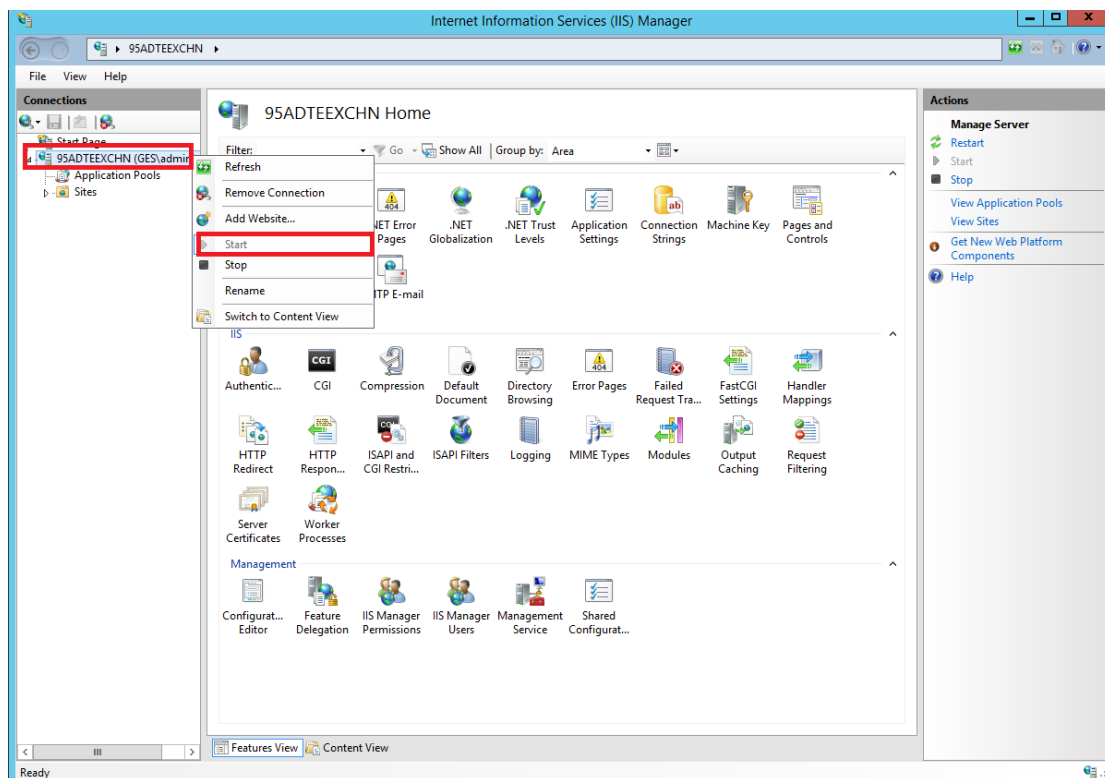 Internet Information Services (IIS) Manager
95ADTEEXCHN
File View Help
Connections
Start Page
95ADTEEXCHN (GES\admin
Application Pools
Sites
95ADTEEXCHN Home
Filter: Go Show All Group by: Area
Refresh
Remove Connection
Add Website...
Start
Stop
Rename
Switch to Content View
.NET Error Pages
.NET Globalization
.NET Trust Levels
Application Settings
Connection Strings
Machine Key
Pages and Controls
TP E-mail
IIS
Authentic...
CGI
Compression
Default Document
Directory Browsing
Error Pages
Failed Request Tra...
FastCGI Settings
Handler Mappings
HTTP Redirect
HTTP Respon...
ISAPI and CGI Restri...
ISAPI Filters
Logging
MIME Types
Modules
Output Caching
Request Filtering
Server Certificates
Worker Processes
Management
Configurat... Editor
Feature Delegation
IIS Manager Permissions
IIS Manager Users
Management Service
Shared Configurat...
Features View Content View
Actions
Manage Server
Restart
Start
Stop
View Application Pools
View Sites
Get New Web Platform
Components
Help
Ready